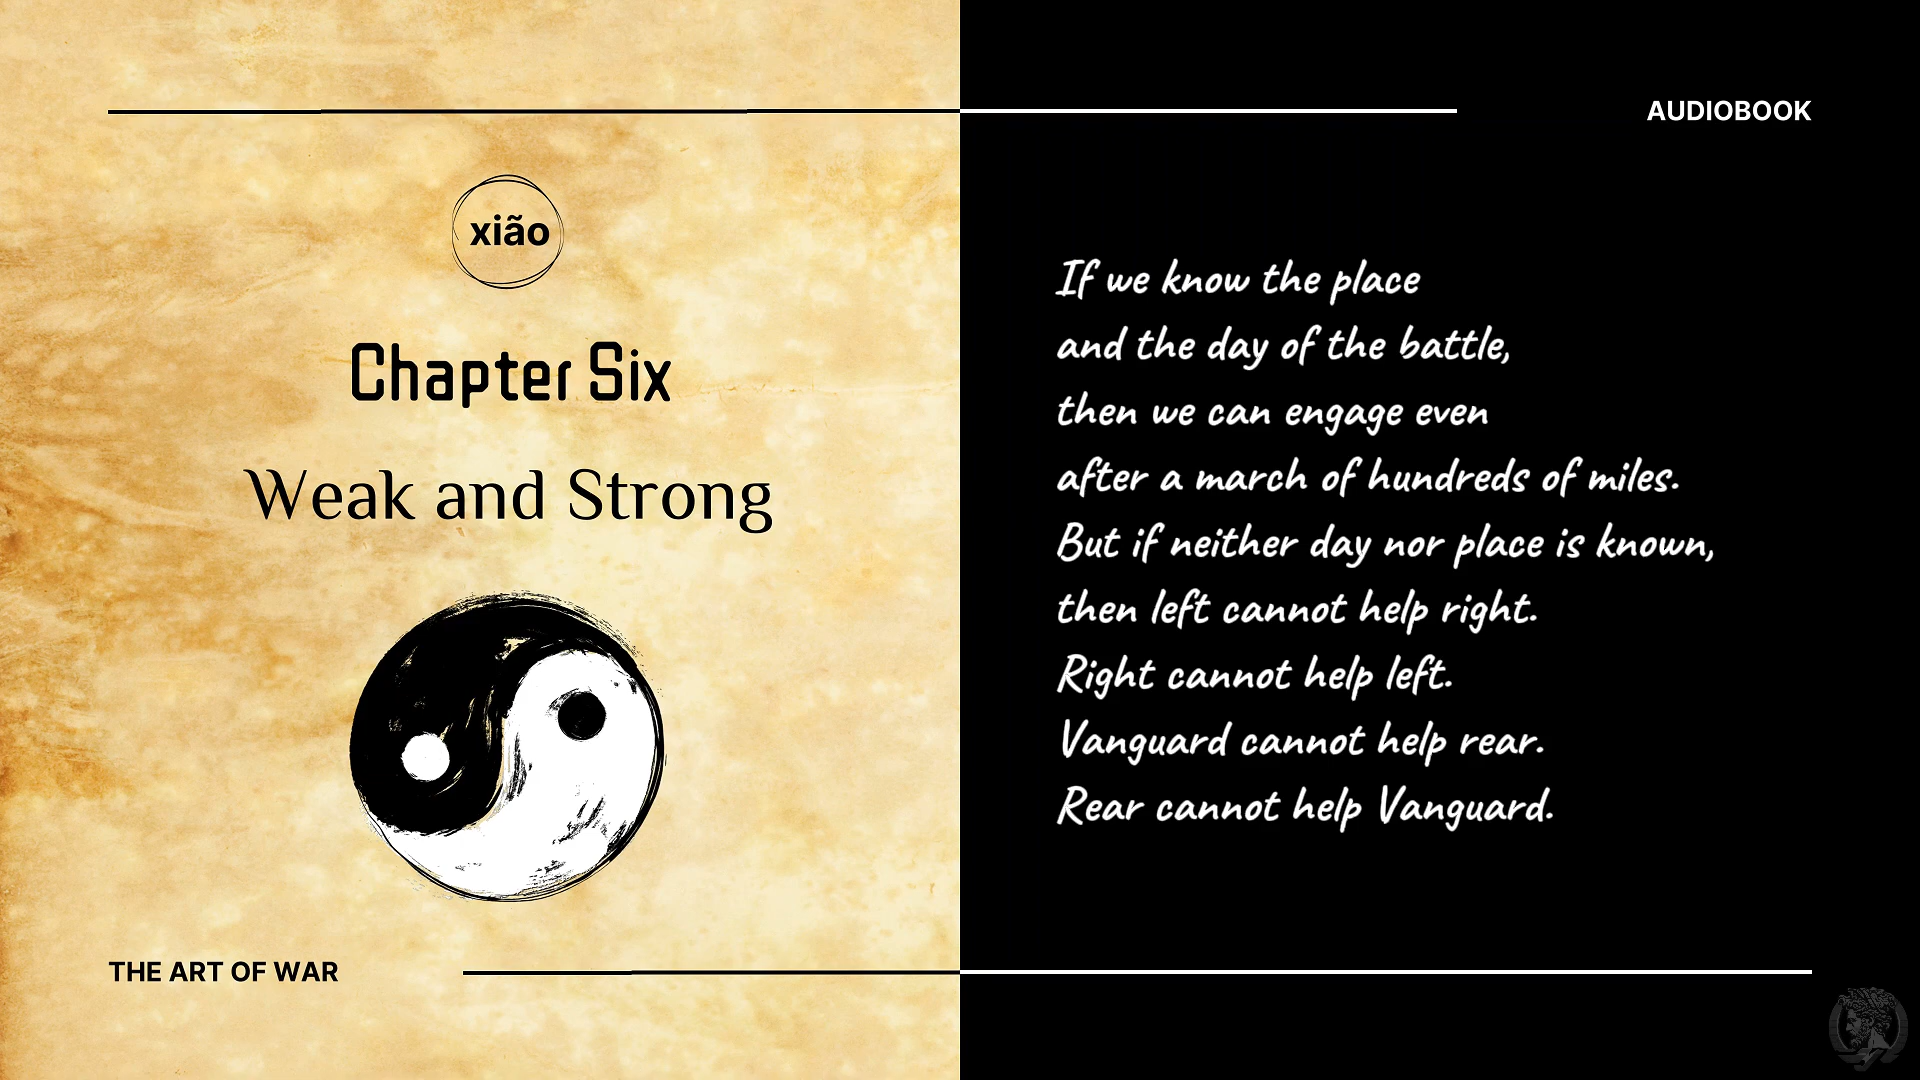 AUDIOBOOK
xião
Chapter Six
Weak and Strong
THE ART OF WAR
If we know the place
and the day of the battle,
then we can engage even
after a march of hundreds of miles.
But if neither day nor place is known,
then left cannot help right.
Right cannot help left.
Vanguard cannot help rear.
Rear cannot help Vanguard.